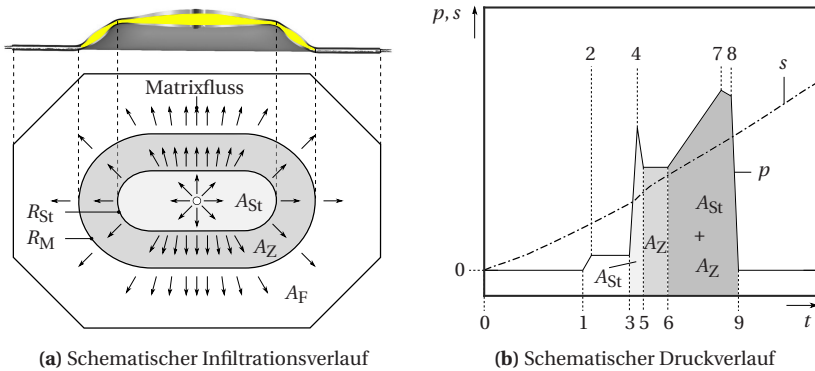 Matrixfluss
A_St
R_St
R_M
A_Z
A_F
(a) Schematischer Infiltrationsverlauf
p, s
2 4 7 8
s
p
A_St
+
A_Z
A_Z
A_St
0
0 1 3 5 6 9 t
(b) Schematischer Druckverlauf